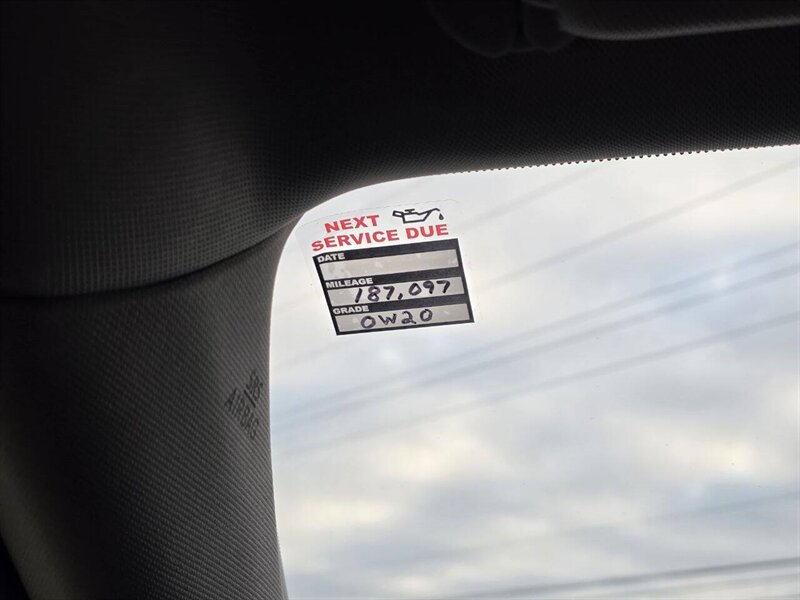 NEXT
SERVICE DUE
DATE
MILEAGE
187,097
GRADE
0W20
SRS
AIRBAG